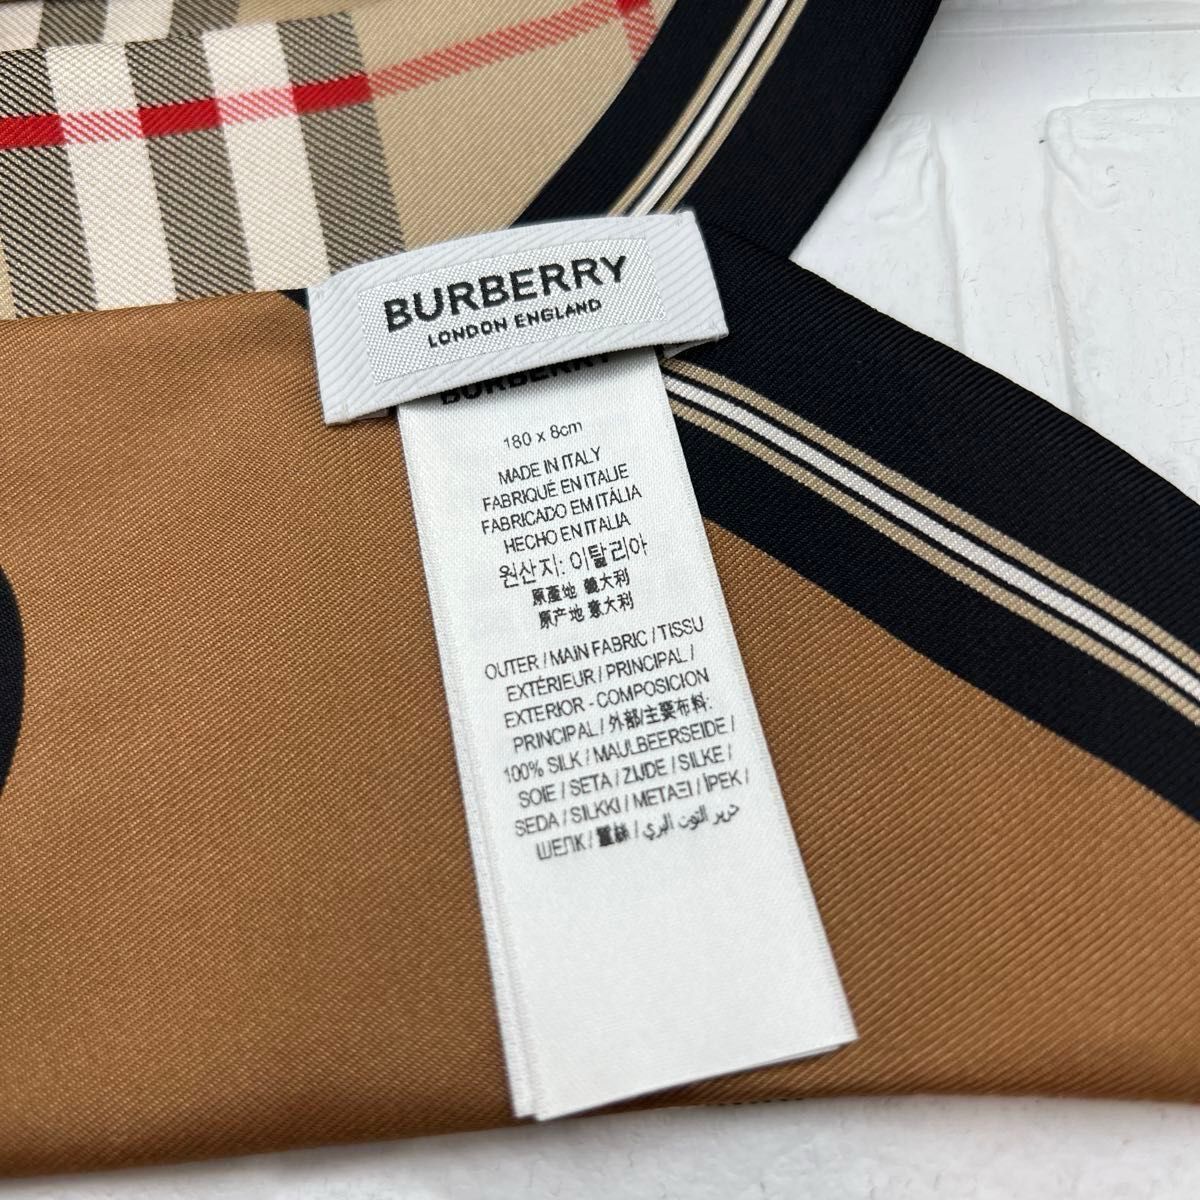 BURBERRY
LONDON ENGLAND
BURBERRY
180 x 8cm
MADE IN ITALY
FABRIQUÉ EN ITALIE
FABRICADO EM ITÁLIA
HECHO EN ITALIA
원산지: 이탈리아
原產地 義大利
原产地 意大利
OUTER / MAIN FABRIC / TISSU
EXTÉRIEUR / PRINCIPAL /
EXTERIOR - COMPOSICION
PRINCIPAL / 外部/主要布料:
100% SILK / MAULBEERSEIDE /
SOIE / SETA / ZIJDE / SILKE /
SEDA / SILKKI / ΜΕΤΑΞΙ / İPEK /
ШЕЛК / 蠶絲 / حرير التوت البري